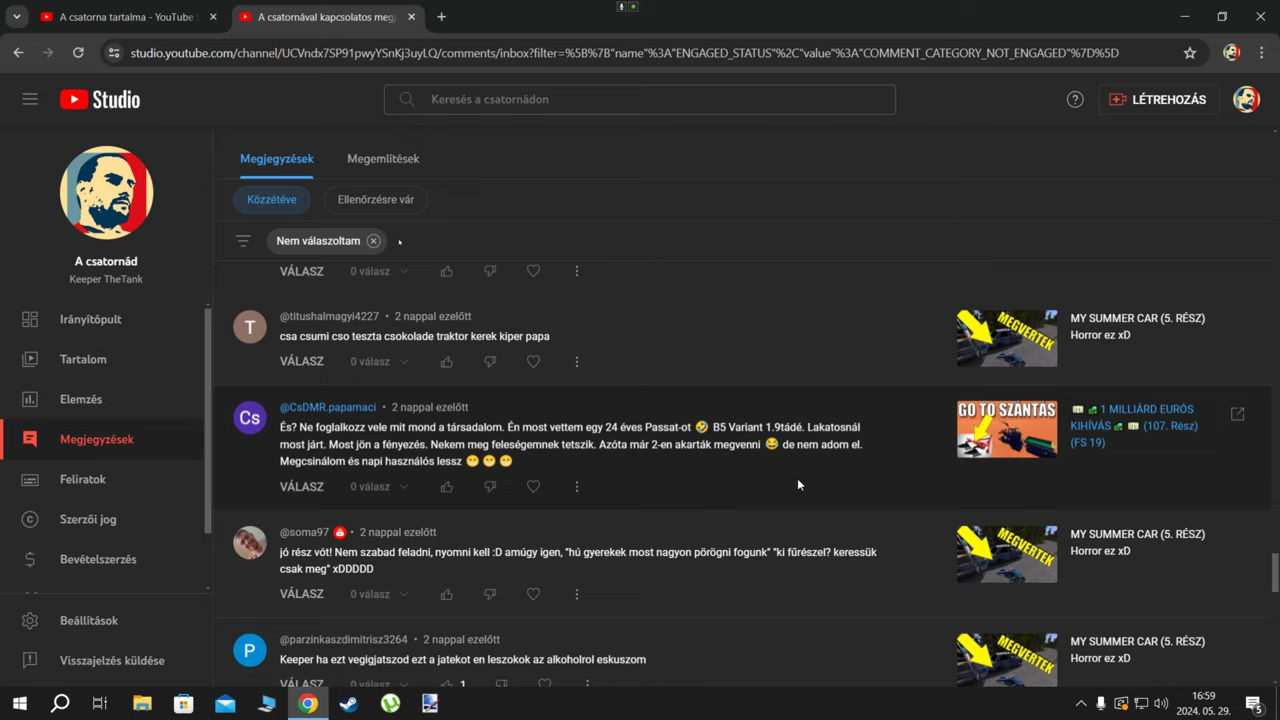 A csatorna tartalma - YouTube S
A csatornával kapcsolatos megj
studio.youtube.com/channel/UCVndx7SP91pwyYSnKj3uyLQ/comments/inbox?filter=%5B%7B"name"%3A"ENGAGED_STATUS"%2C"value"%3A"COMMENT_CATEGORY_NOT_ENGAGED"%7D%5D
Studio
Keresés a csatornádon
LÉTREHOZÁS
A csatornád
Keeper TheTank
Irányítópult
Tartalom
Elemzés
Megjegyzések
Feliratok
Szerzői jog
Bevételszerzés
Beállítások
Visszajelzés küldése
Megjegyzések
Megemlítések
Közzétéve
Ellenőrzésre vár
Nem válaszoltam
VÁLASZ 0 válasz
T
@titushalmagyi4227 • 2 nappal ezelőtt
csa csumi cso teszta csokolade traktor kerek kiper papa
VÁLASZ 0 válasz
MEGVERTEK
MY SUMMER CAR (5. RÉSZ)
Horror ez xD
Cs
@CsDMR.papamaci • 2 nappal ezelőtt
És? Ne foglalkozz vele mit mond a társadalom. Én most vettem egy 24 éves Passat-ot 🤣 B5 Variant 1.9tádé. Lakatosnál
most járt. Most jön a fényezés. Nekem meg feleségemnek tetszik. Azóta már 2-en akarták megvenni 😂 de nem adom el.
Megcsinálom és napi használós lessz 😁 😁 😁
VÁLASZ 0 válasz
GO TO SZÁNTÁS
1 MILLIÁRD EURÓS
KIHÍVÁS (107. Rész)
(FS 19)
@soma97 • 2 nappal ezelőtt
jó rész vót! Nem szabad feladni, nyomni kell :D amúgy igen, "hú gyerekek most nagyon pörögni fogunk" "ki fűrészel? keressük
csak meg" xDDDDD
VÁLASZ 0 válasz
MEGVERTEK
MY SUMMER CAR (5. RÉSZ)
Horror ez xD
P
@parzinkaszdimitrisz3264 • 2 nappal ezelőtt
Keeper ha ezt vegigjatszod ezt a jatekot en leszokok az alkoholrol eskuszom
VÁLASZ 0 válasz 1
MEGVERTEK
MY SUMMER CAR (5. RÉSZ)
Horror ez xD
16:59
2024. 05. 29.
5